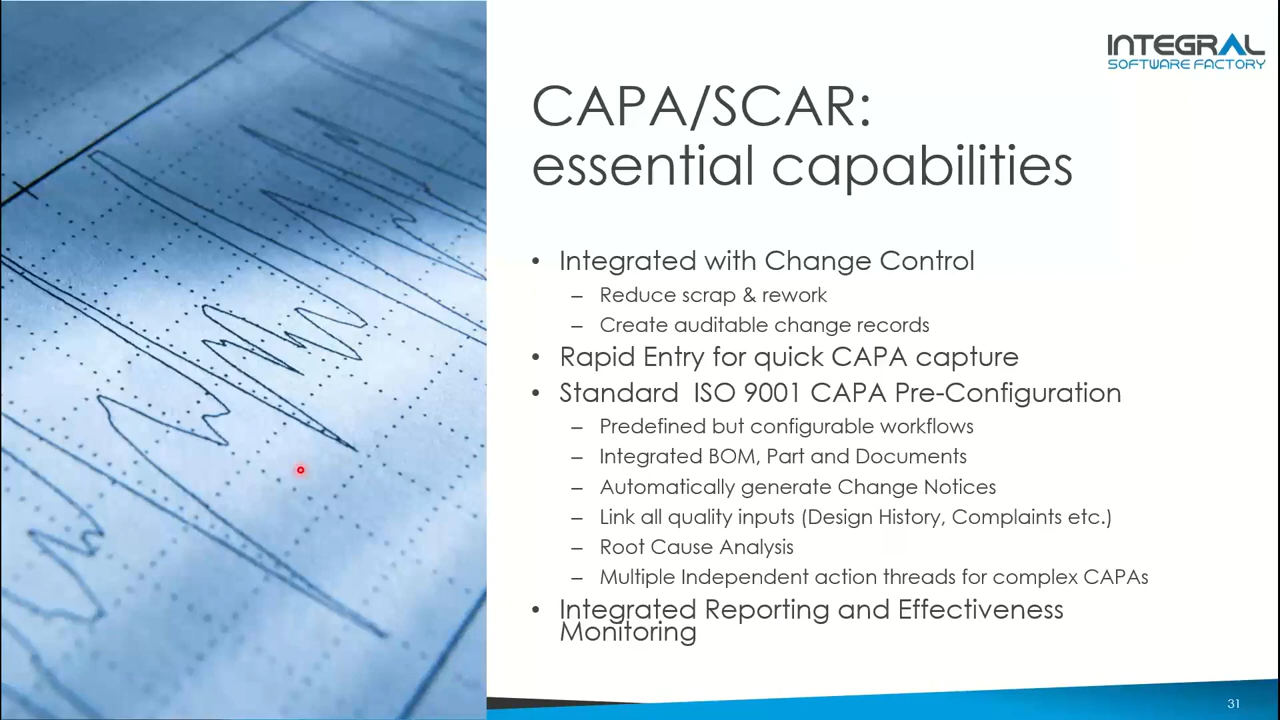 INTEGRAL
SOFTWARE FACTORY
CAPA/SCAR:
essential capabilities
• Integrated with Change Control
– Reduce scrap & rework
– Create auditable change records
• Rapid Entry for quick CAPA capture
• Standard  ISO 9001 CAPA Pre-Configuration
– Predefined but configurable workflows
– Integrated BOM, Part and Documents
– Automatically generate Change Notices
– Link all quality inputs (Design History, Complaints etc.)
– Root Cause Analysis
– Multiple Independent action threads for complex CAPAs
• Integrated Reporting and Effectiveness
Monitoring
31